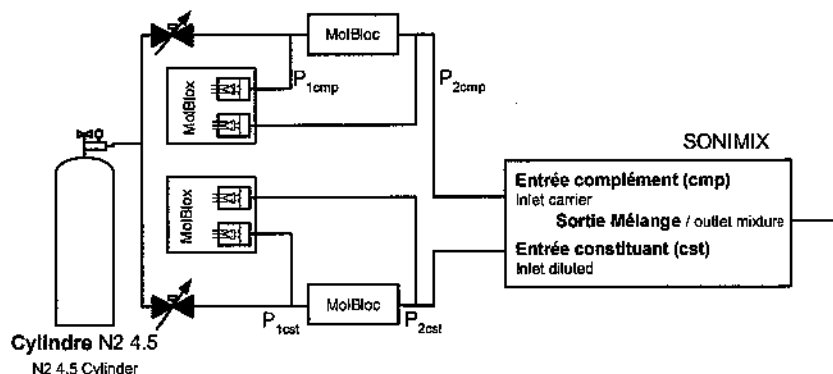 MolBloc
P1cmp
P2cmp
MolBlox
SONIMIX
Entrée complément (cmp)
Inlet carrier
Sortie Mélange / outlet mixture
Entrée constituant (cst)
Inlet diluted
MolBlox
MolBloc
P1cst
P2cst
Cylindre N2 4.5
N2 4.5 Cylinder